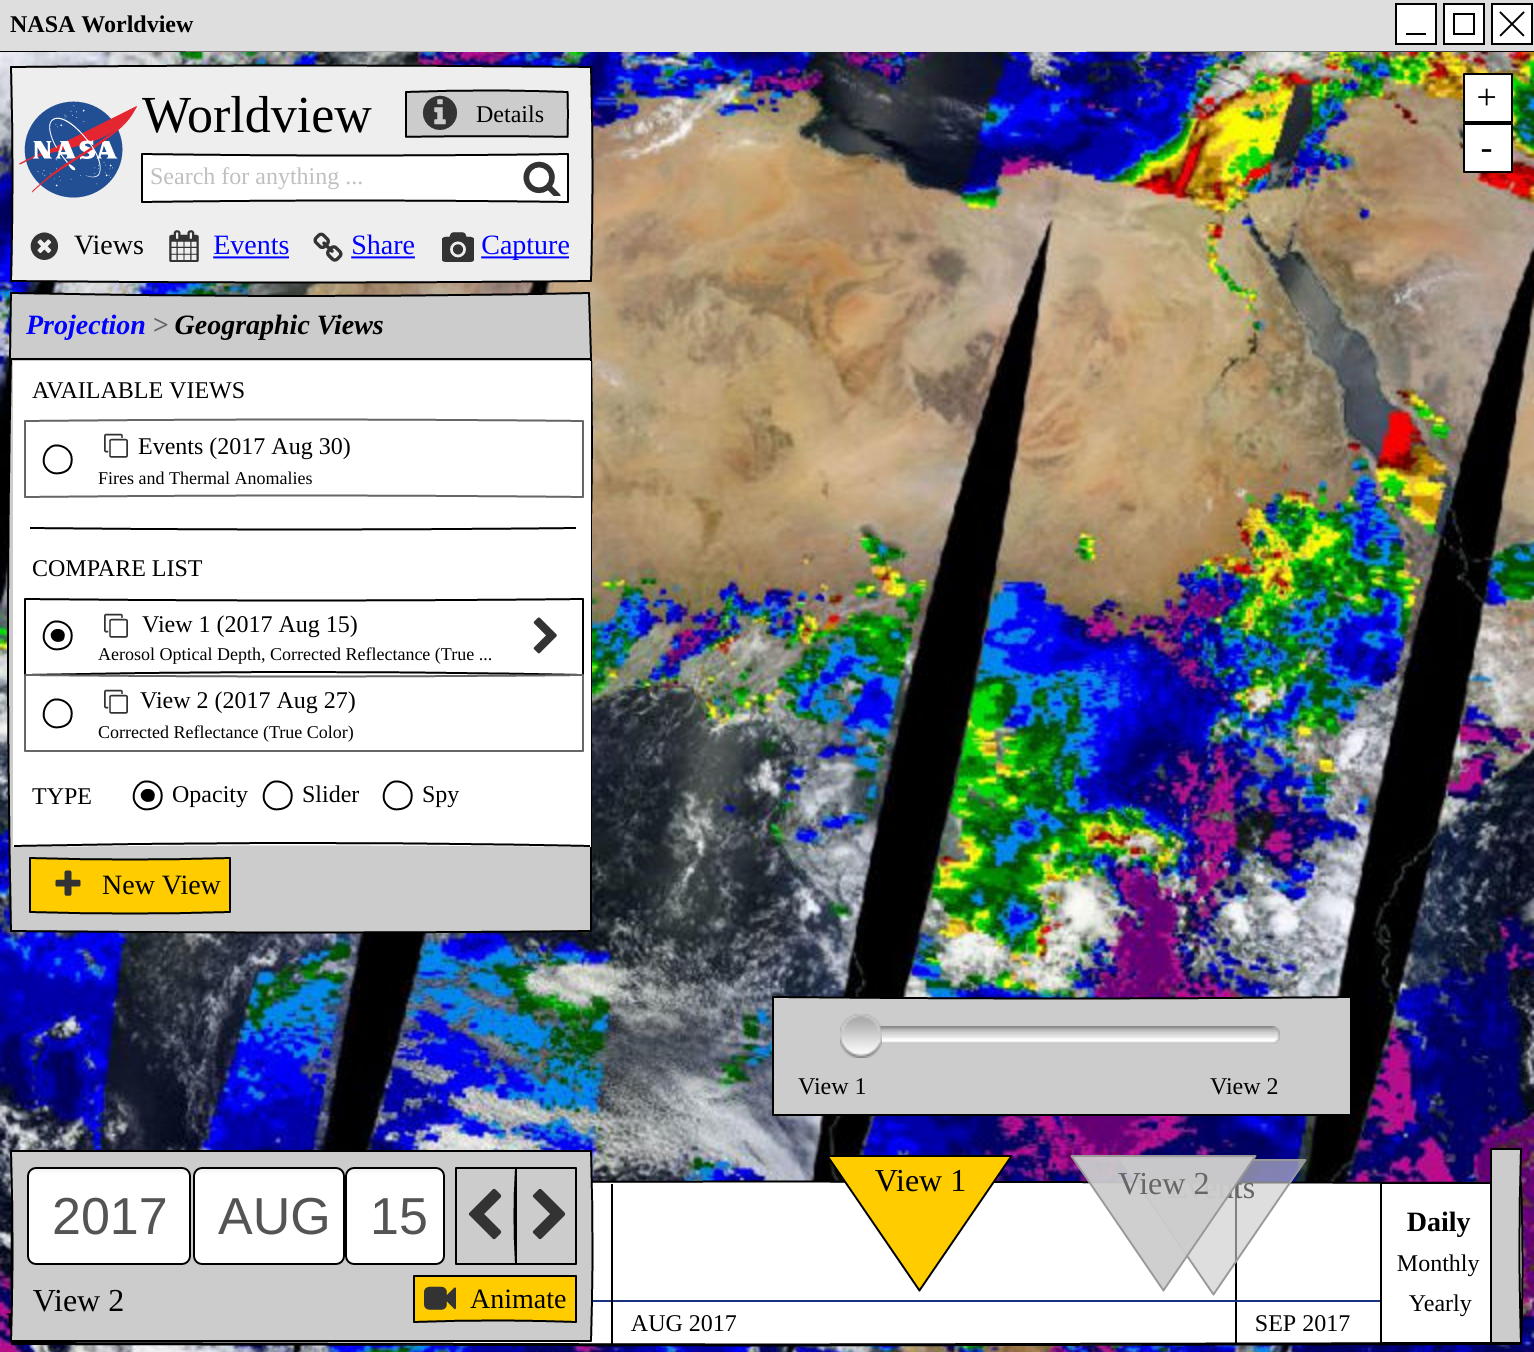 NASA Worldview
NASA
Worldview
Details
Search for anything ...
Views Events Share Capture
Projection > Geographic Views
AVAILABLE VIEWS
Events (2017 Aug 30)
Fires and Thermal Anomalies
COMPARE LIST
View 1 (2017 Aug 15)
Aerosol Optical Depth, Corrected Reflectance (True ...
View 2 (2017 Aug 27)
Corrected Reflectance (True Color)
TYPE Opacity Slider Spy
New View
+
-
View 1 View 2
2017 AUG 15
View 2 Animate
View 1
View 2
AUG 2017 SEP 2017
Daily
Monthly
Yearly